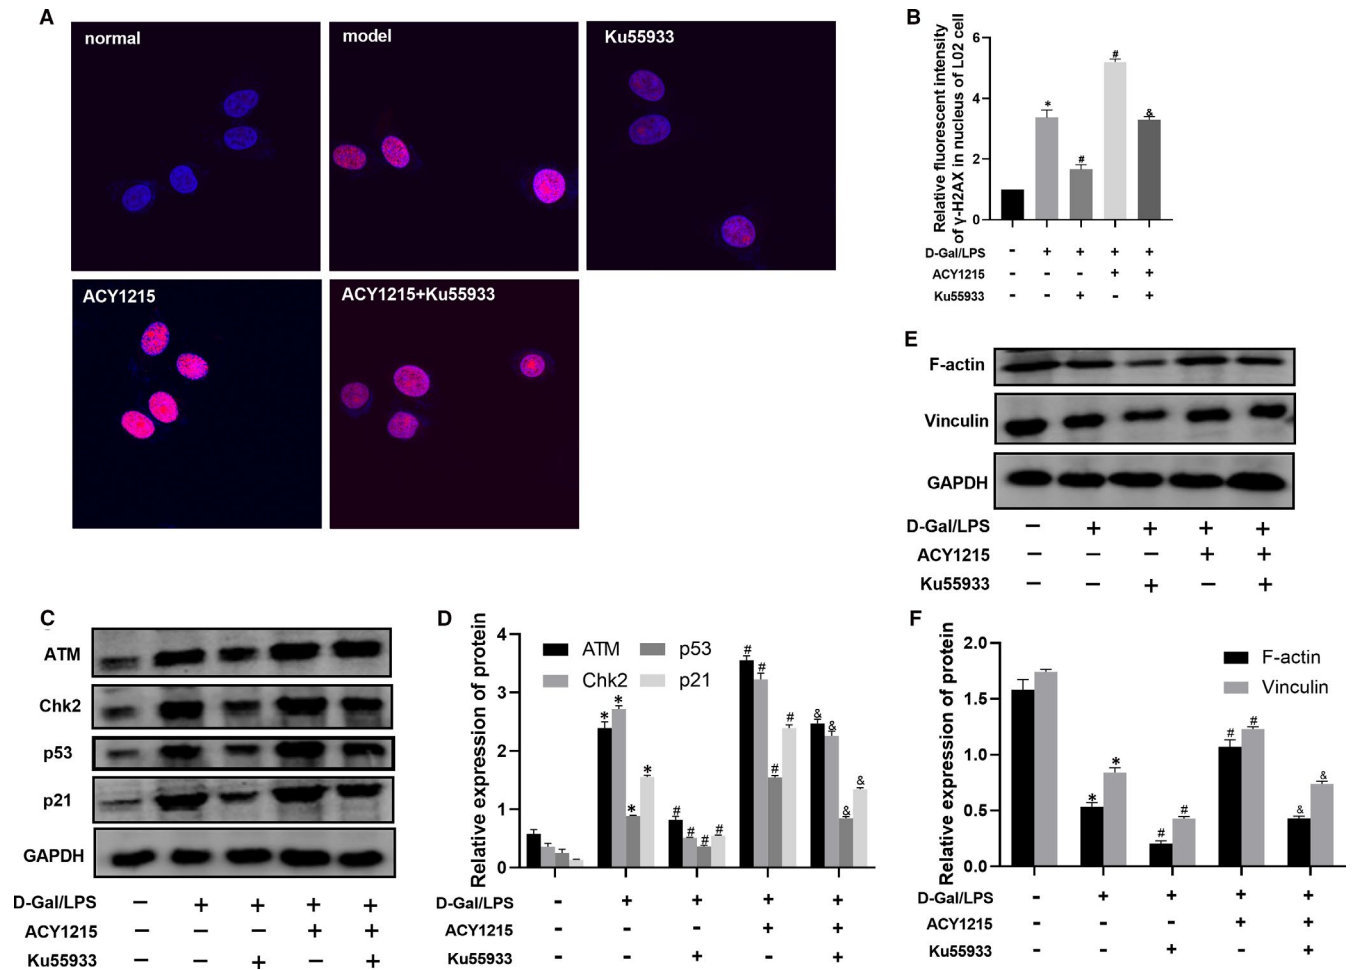 A
normal
model
Ku55933
ACY1215
ACY1215+Ku55933
B
Relative fluorescent intensity
of γ-H2AX in nucleus of L02 cell
6
4
2
0
*
#
#
&
D-Gal/LPS - + + + +
ACY1215 - - - + +
Ku55933 - - + - +
E
F-actin
Vinculin
GAPDH
D-Gal/LPS − + + + +
ACY1215 − − − + +
Ku55933 − − + − +
C
ATM
Chk2
p53
p21
GAPDH
D-Gal/LPS − + + + +
ACY1215 − − − + +
Ku55933 − − + − +
D
Relative expression of protein
4
3
2
1
0
ATM
p53
Chk2
p21
* * * *
# # # #
# # # #
& & & &
D-Gal/LPS - + + + +
ACY1215 - - - + +
Ku55933 - - + - +
F
Relative expression of protein
2.0
1.5
1.0
0.5
0.0
F-actin
Vinculin
* *
# #
# #
& &
D-Gal/LPS - + + + +
ACY1215 - - - + +
Ku55933 - - + - +